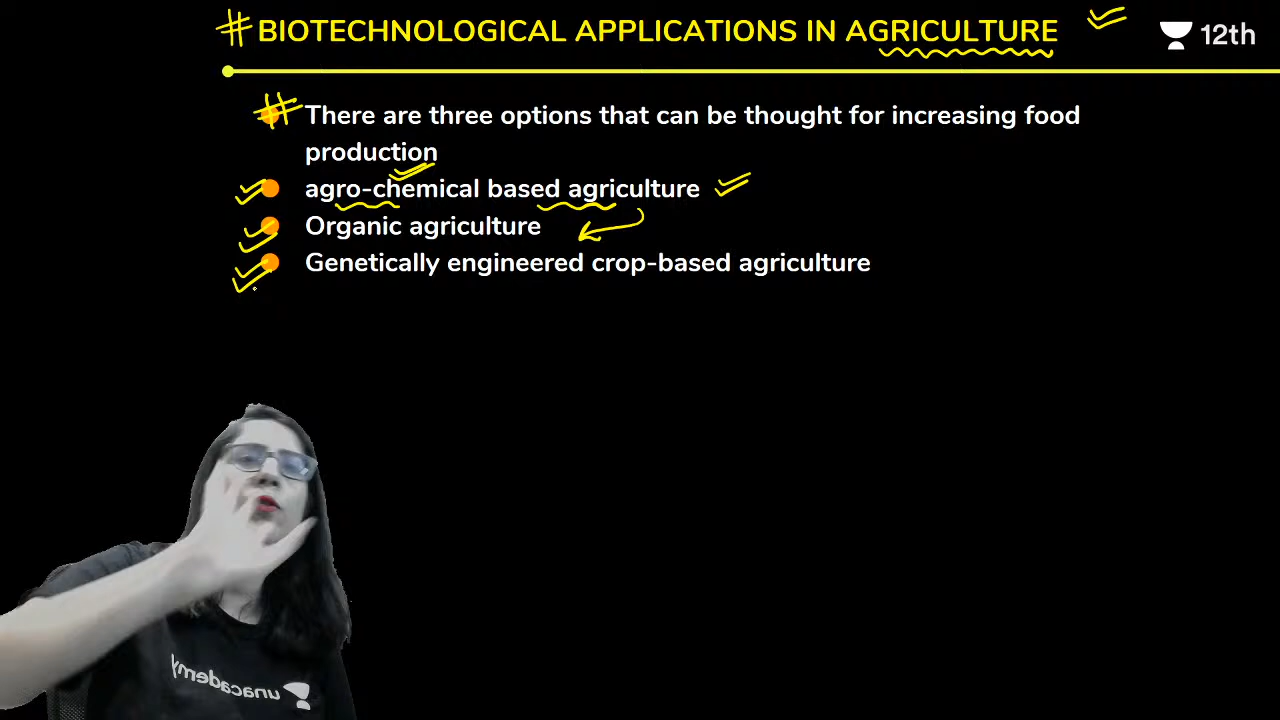 # BIOTECHNOLOGICAL APPLICATIONS IN AGRICULTURE
12th
# There are three options that can be thought for increasing food
production
agro-chemical based agriculture
Organic agriculture
Genetically engineered crop-based agriculture
unacademy